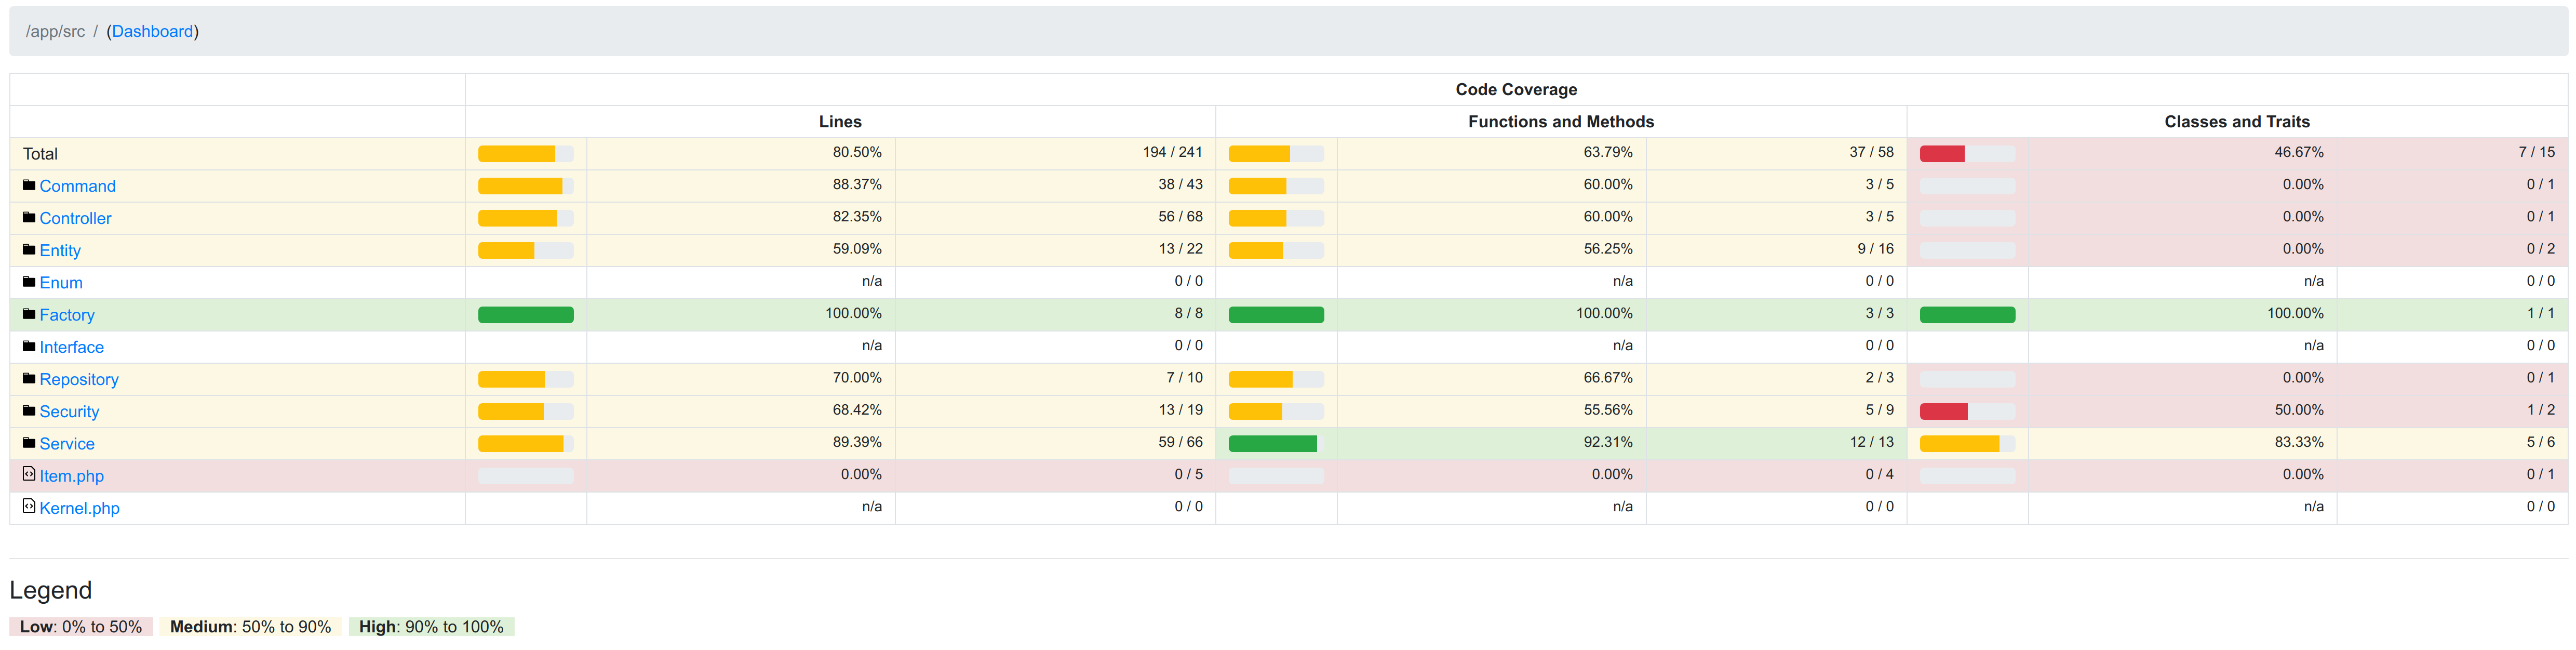 /app/src / (Dashboard)
Code Coverage
Lines Functions and Methods Classes and Traits
Total 80.50% 194 / 241 63.79% 37 / 58 46.67% 7 / 15
Command 88.37% 38 / 43 60.00% 3 / 5 0.00% 0 / 1
Controller 82.35% 56 / 68 60.00% 3 / 5 0.00% 0 / 1
Entity 59.09% 13 / 22 56.25% 9 / 16 0.00% 0 / 2
Enum n/a 0 / 0 n/a 0 / 0 n/a 0 / 0
Factory 100.00% 8 / 8 100.00% 3 / 3 100.00% 1 / 1
Interface n/a 0 / 0 n/a 0 / 0 n/a 0 / 0
Repository 70.00% 7 / 10 66.67% 2 / 3 0.00% 0 / 1
Security 68.42% 13 / 19 55.56% 5 / 9 50.00% 1 / 2
Service 89.39% 59 / 66 92.31% 12 / 13 83.33% 5 / 6
Item.php 0.00% 0 / 5 0.00% 0 / 4 0.00% 0 / 1
Kernel.php n/a 0 / 0 n/a 0 / 0 n/a 0 / 0
Legend
Low: 0% to 50% Medium: 50% to 90% High: 90% to 100%